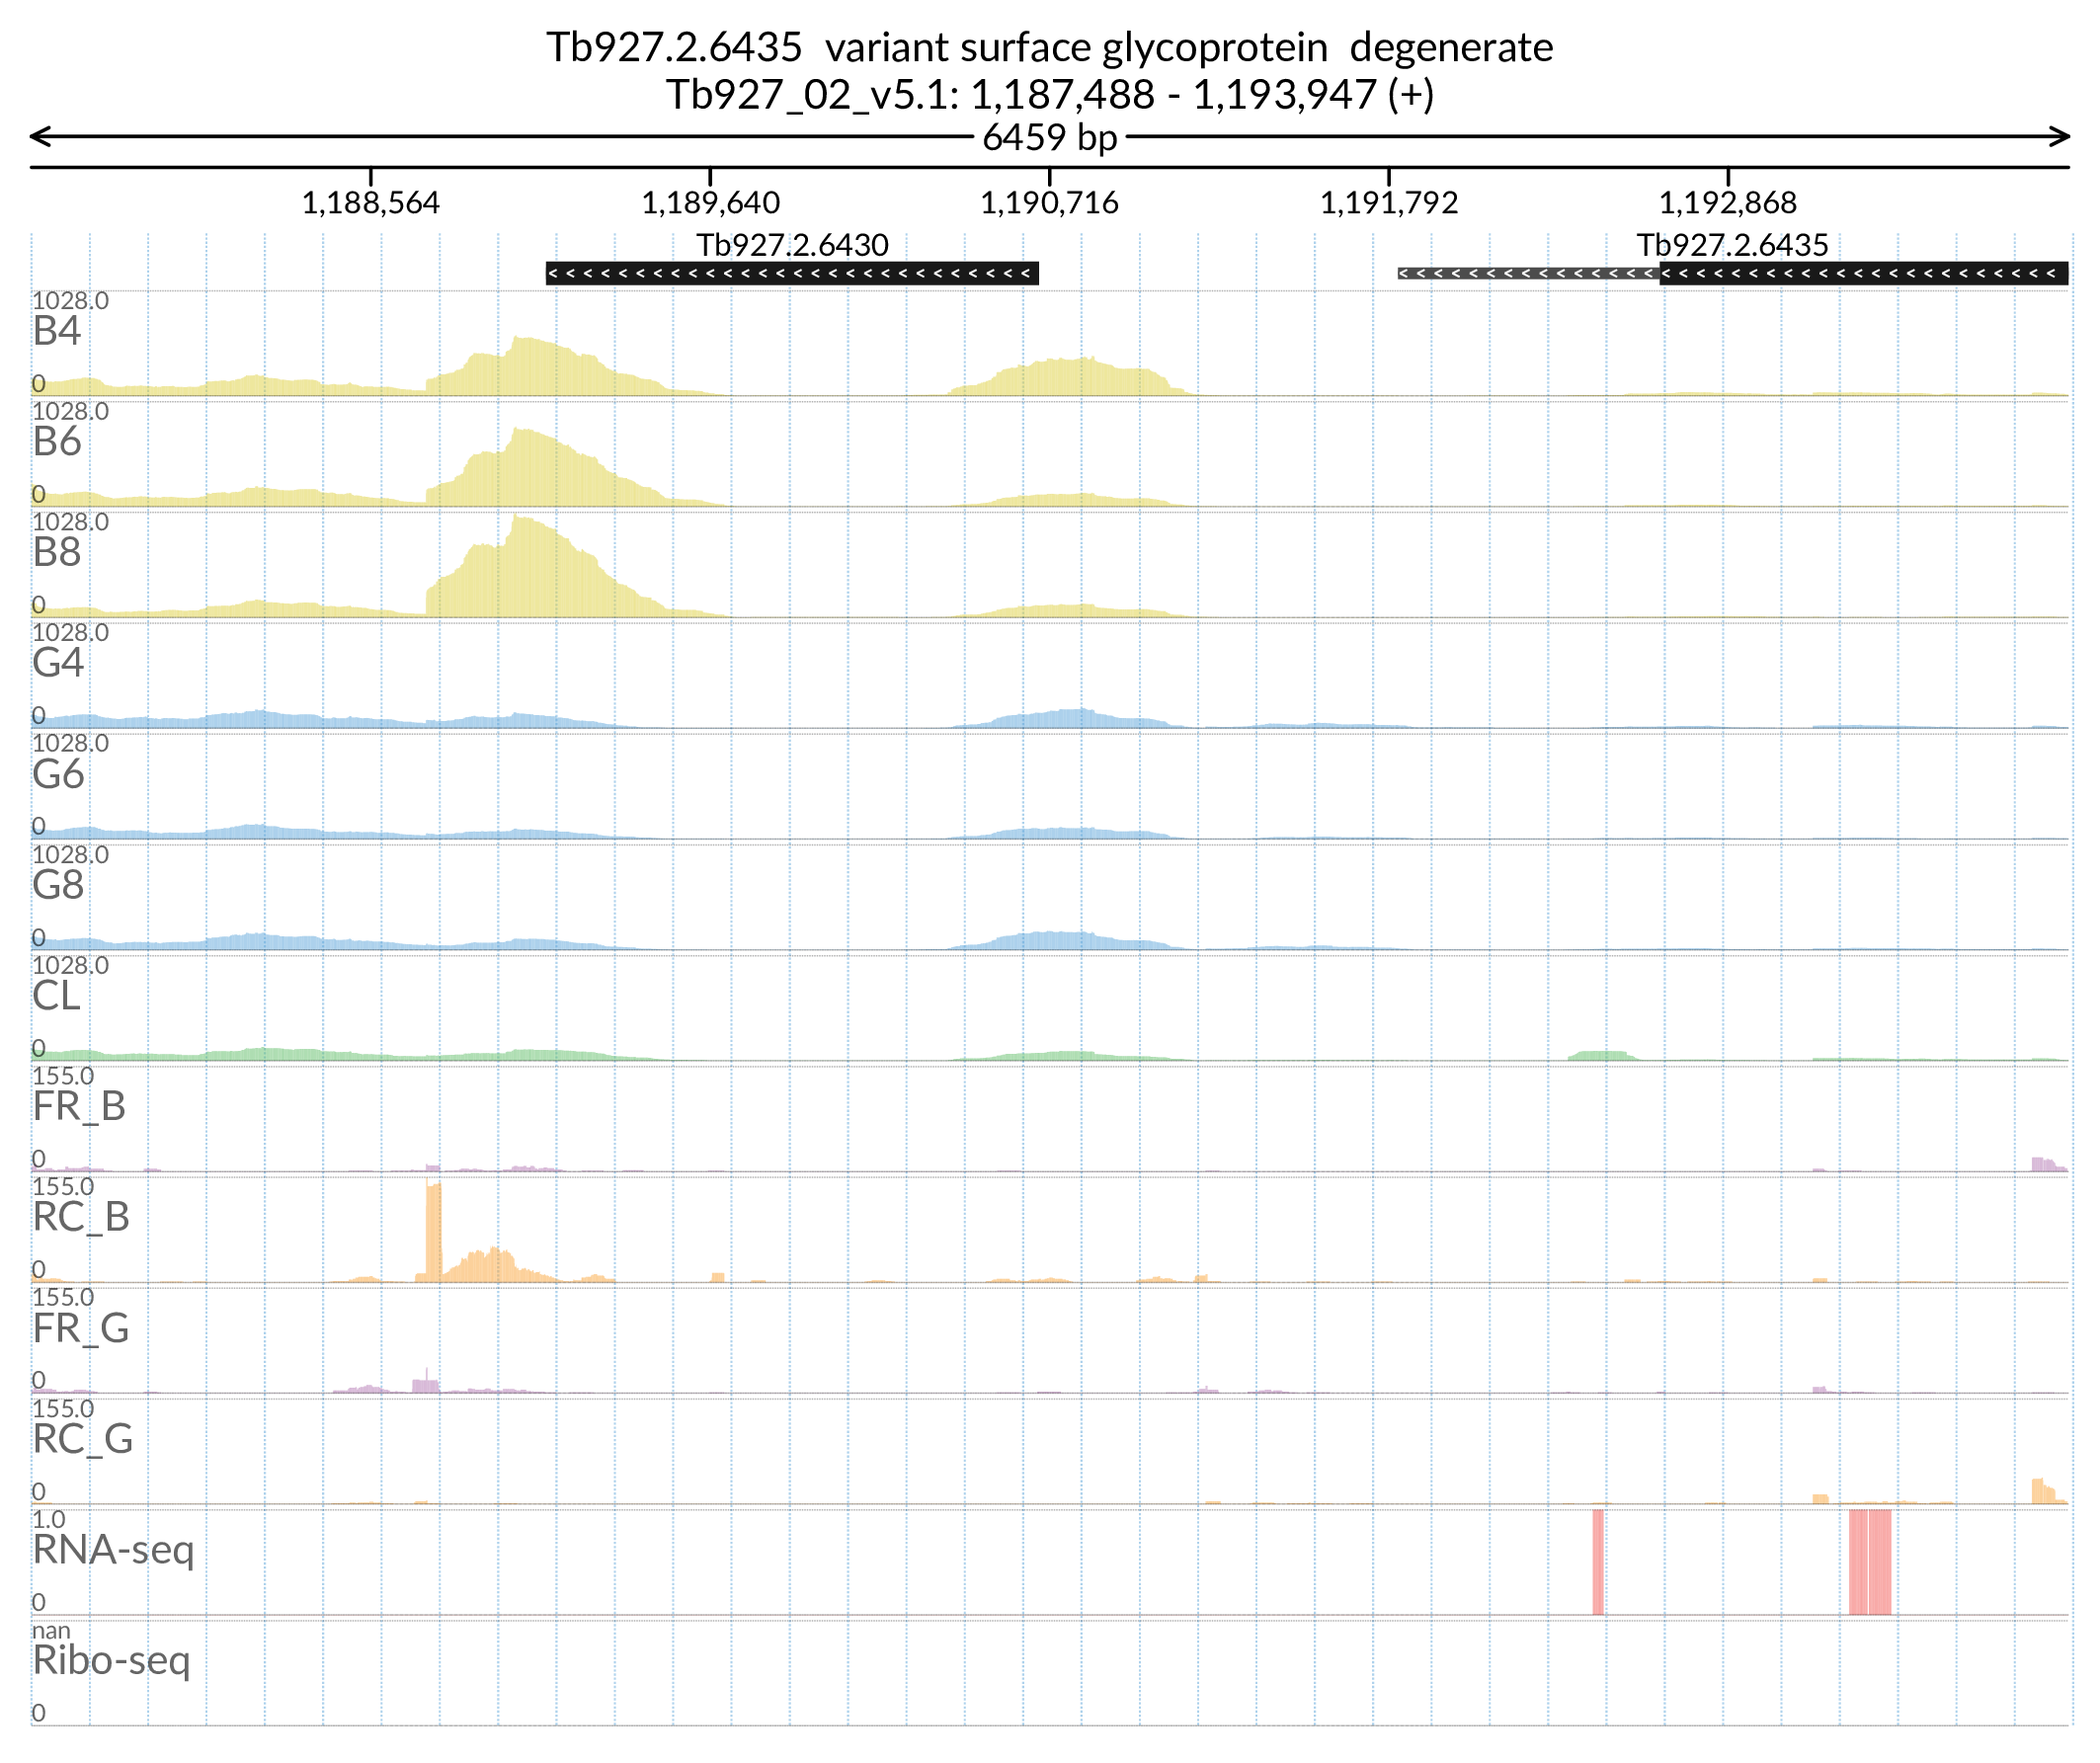 Tb927.2.6435 variant surface glycoprotein degenerate
Tb927_02_v5.1: 1,187,488 - 1,193,947 (+)
6459 bp
1,188,564 1,189,640 1,190,716 1,191,792 1,192,868
Tb927.2.6430 Tb927.2.6435
1028.0
B4
0
1028.0
B6
0
1028.0
B8
0
1028.0
G4
0
1028.0
G6
0
1028.0
G8
0
1028.0
CL
0
155.0
FR_B
0
155.0
RC_B
0
155.0
FR_G
0
155.0
RC_G
0
1.0
RNA-seq
0
nan
Ribo-seq
0